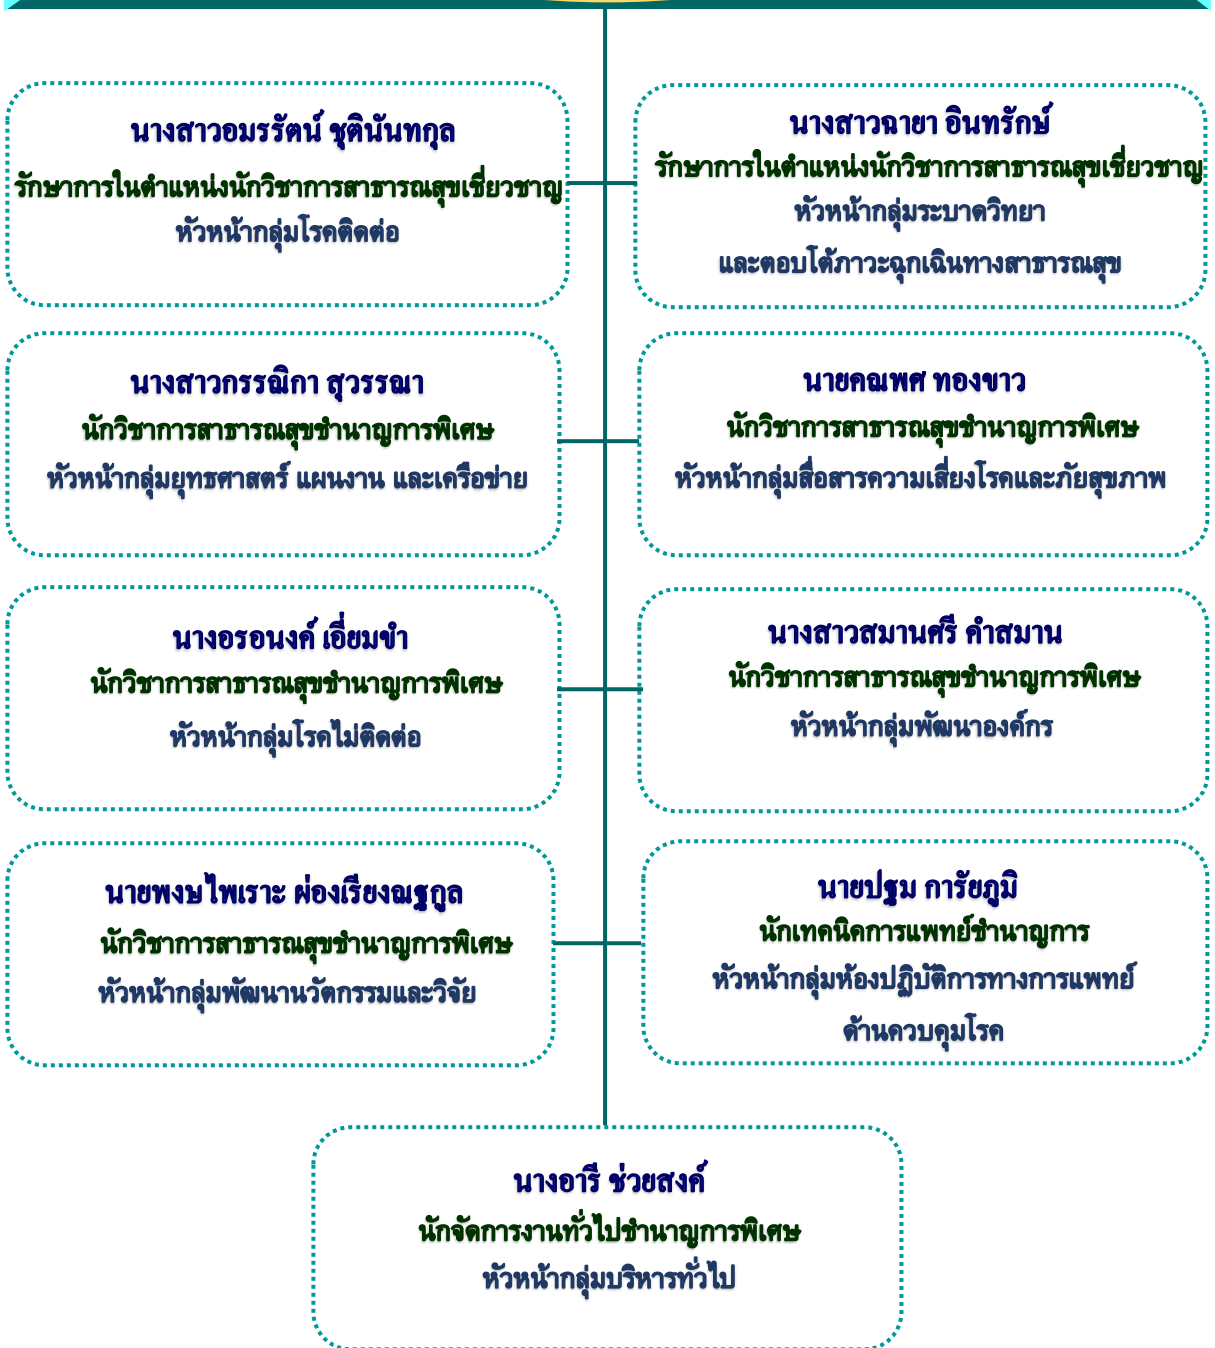 นางสาวอมรรัตน์ ชุตินันทกุล
รักษาการในตำแหน่งนักวิชาการสาธารณสุขเชี่ยวชาญ
หัวหน้ากลุ่มโรคติดต่อ
นางสาวฉายา อินทรักษ์
รักษาการในตำแหน่งนักวิชาการสาธารณสุขเชี่ยวชาญ
หัวหน้ากลุ่มระบาดวิทยา
และตอบโต้ภาวะฉุกเฉินทางสาธารณสุข
นางสาวกรรณิกา สุวรรณา
นักวิชาการสาธารณสุขชำนาญการพิเศษ
หัวหน้ากลุ่มยุทธศาสตร์ แผนงาน และเครือข่าย
นายคณพศ ทองขาว
นักวิชาการสาธารณสุขชำนาญการพิเศษ
หัวหน้ากลุ่มสื่อสารความเสี่ยงโรคและภัยสุขภาพ
นางอรอนงค์ เอี่ยมขำ
นักวิชาการสาธารณสุขชำนาญการพิเศษ
หัวหน้ากลุ่มโรคไม่ติดต่อ
นางสาวสมานศรี คำสมาน
นักวิชาการสาธารณสุขชำนาญการพิเศษ
หัวหน้ากลุ่มพัฒนาองค์กร
นายพงษไพเราะ ผ่องเรียงณฐกูล
นักวิชาการสาธารณสุขชำนาญการพิเศษ
หัวหน้ากลุ่มพัฒนานวัตกรรมและวิจัย
นายปฐม การัยภูมิ
นักเทคนิคการแพทย์ชำนาญการ
หัวหน้ากลุ่มห้องปฏิบัติการทางการแพทย์
ด้านควบคุมโรค
นางอารี ช่วยสงค์
นักจัดการงานทั่วไปชำนาญการพิเศษ
หัวหน้ากลุ่มบริหารทั่วไป